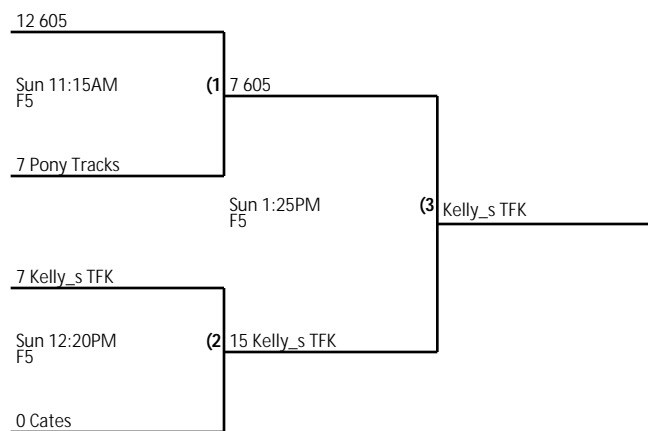 12 605
Sun 11:15AM
F5
(1
7 605
7 Pony Tracks
Sun 1:25PM
F5
(3
Kelly_s TFK
7 Kelly_s TFK
Sun 12:20PM
F5
(2
15 Kelly_s TFK
0 Cates